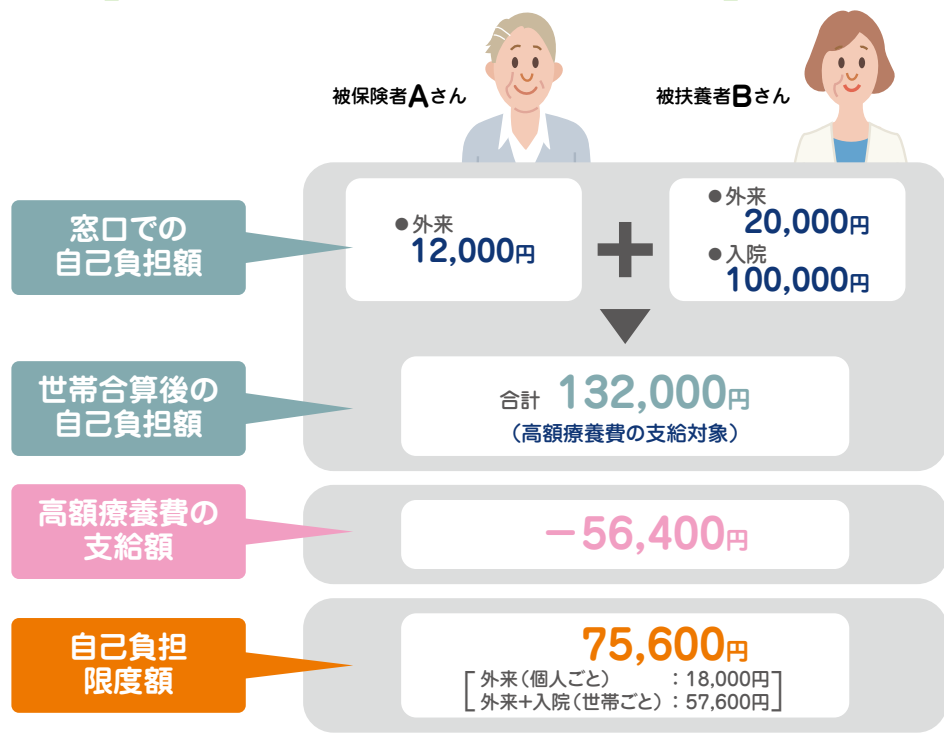 被保険者Aさん
被扶養者Bさん
窓口での
自己負担額
●外来
12,000円
+
●外来
20,000円
●入院
100,000円
世帯合算後の
自己負担額
合計 132,000円
（高額療養費の支給対象）
高額療養費の
支給額
－56,400円
自己負担
限度額
75,600円
外来（個人ごと）：18,000円
外来+入院（世帯ごと）：57,600円